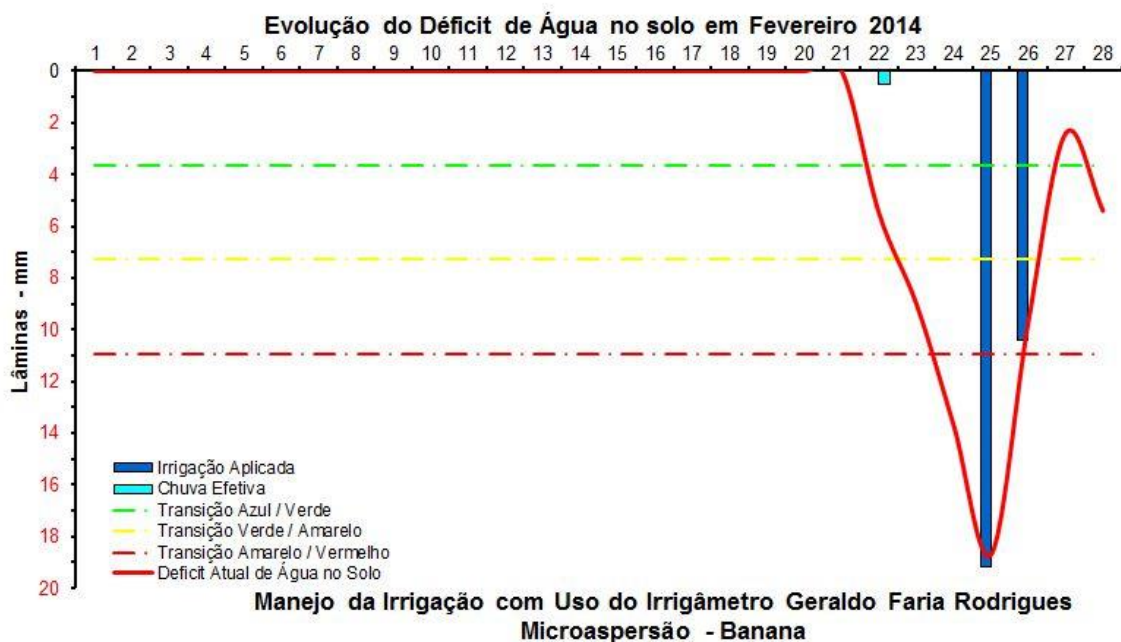 Evolução do Déficit de Água no solo em Fevereiro 2014
1 2 3 4 5 6 7 8 9 10 11 12 13 14 15 16 17 18 19 20 21 22 23 24 25 26 27 28
0
2
4
6
8
10
12
14
16
18
20
Lâminas - mm
Irrigação Aplicada
Chuva Efetiva
Transição Azul / Verde
Transição Verde / Amarelo
Transição Amarelo / Vermelho
Deficit Atual de Água no Solo
Manejo da Irrigação com Uso do Irrigâmetro Geraldo Faria Rodrigues
Microaspersão - Banana